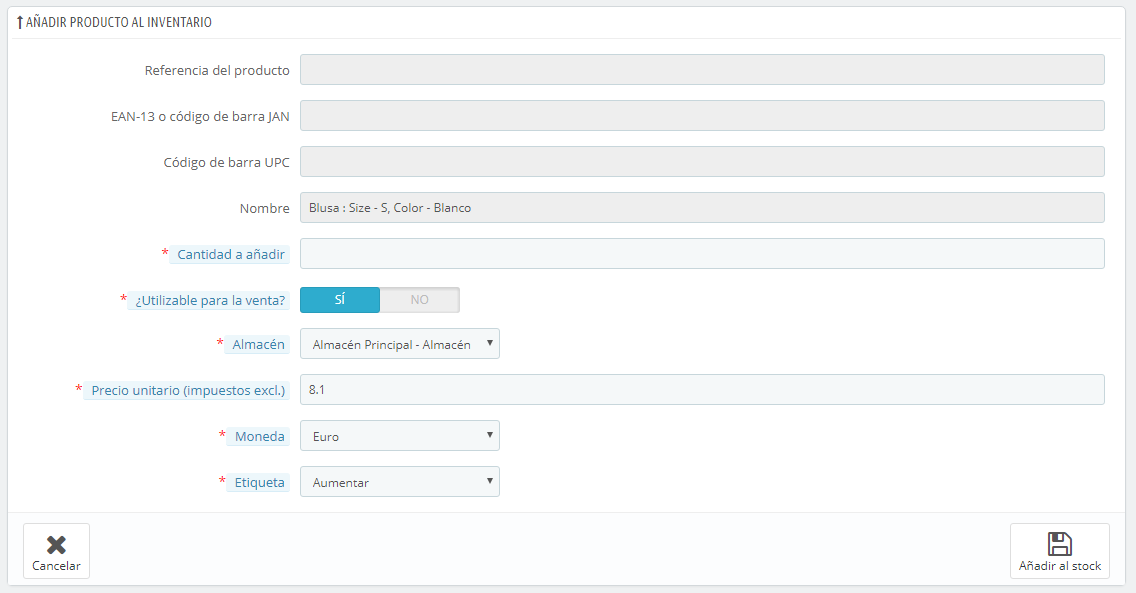 AÑADIR PRODUCTO AL INVENTARIO
Referencia del producto
EAN-13 o código de barra JAN
Código de barra UPC
Nombre Blusa : Size - S, Color - Blanco
* Cantidad a añadir
* ¿Utilizable para la venta? SÍ NO
* Almacén Almacén Principal - Almacén
* Precio unitario (impuestos excl.) 8.1
* Moneda Euro
* Etiqueta Aumentar
Cancelar Añadir al stock